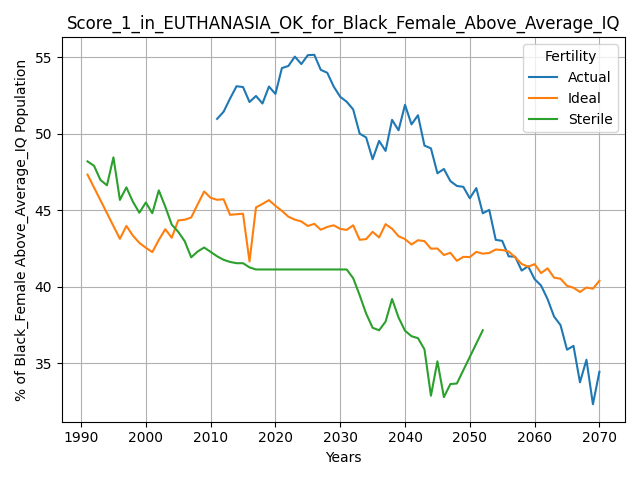 Score_1_in_EUTHANASIA_OK_for_Black_Female_Above_Average_IQ
% of Black_Female Above_Average_IQ Population
55
50
45
40
35
Fertility
Actual
Ideal
Sterile
1990 2000 2010 2020 2030 2040 2050 2060 2070
Years